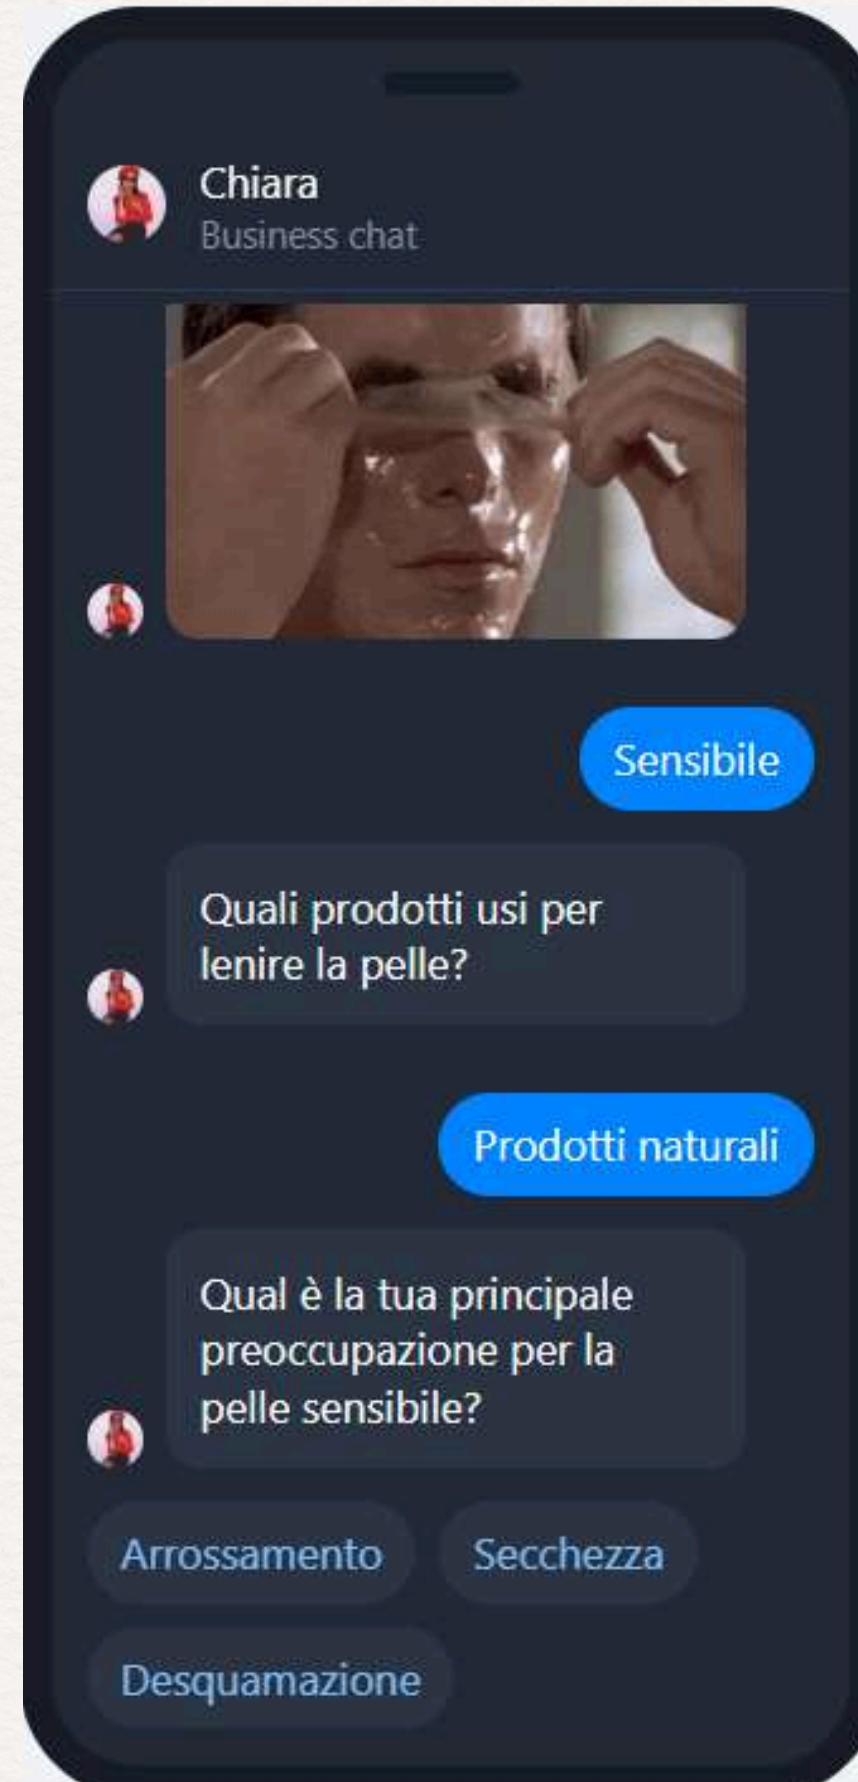 Chiara
Business chat
Sensibile
Quali prodotti usi per
lenire la pelle?
Prodotti naturali
Qual è la tua principale
preoccupazione per la
pelle sensibile?
Arrossamento
Secchezza
Desquamazione